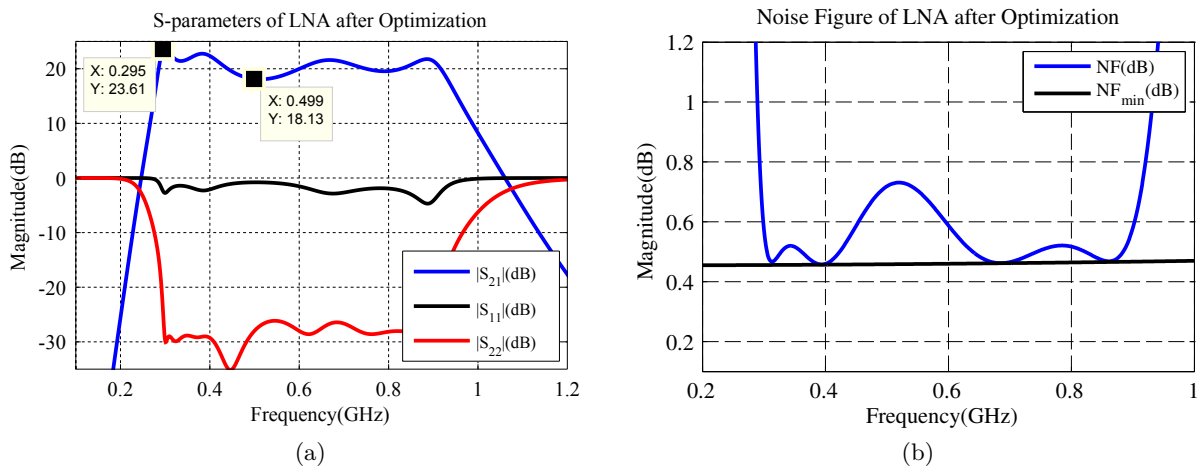 S-parameters of LNA after Optimization
20
10
0
-10
-20
-30
Magnitude(dB)
X: 0.295
Y: 23.61
X: 0.499
Y: 18.13
|S21|(dB)
|S11|(dB)
|S22|(dB)
0.2 0.4 0.6 0.8 1 1.2
Frequency(GHz)
(a)
Noise Figure of LNA after Optimization
1.2
1
0.8
0.6
0.4
0.2
Magnitude(dB)
NF(dB)
NFmin(dB)
0.2 0.4 0.6 0.8 1
Frequency(GHz)
(b)